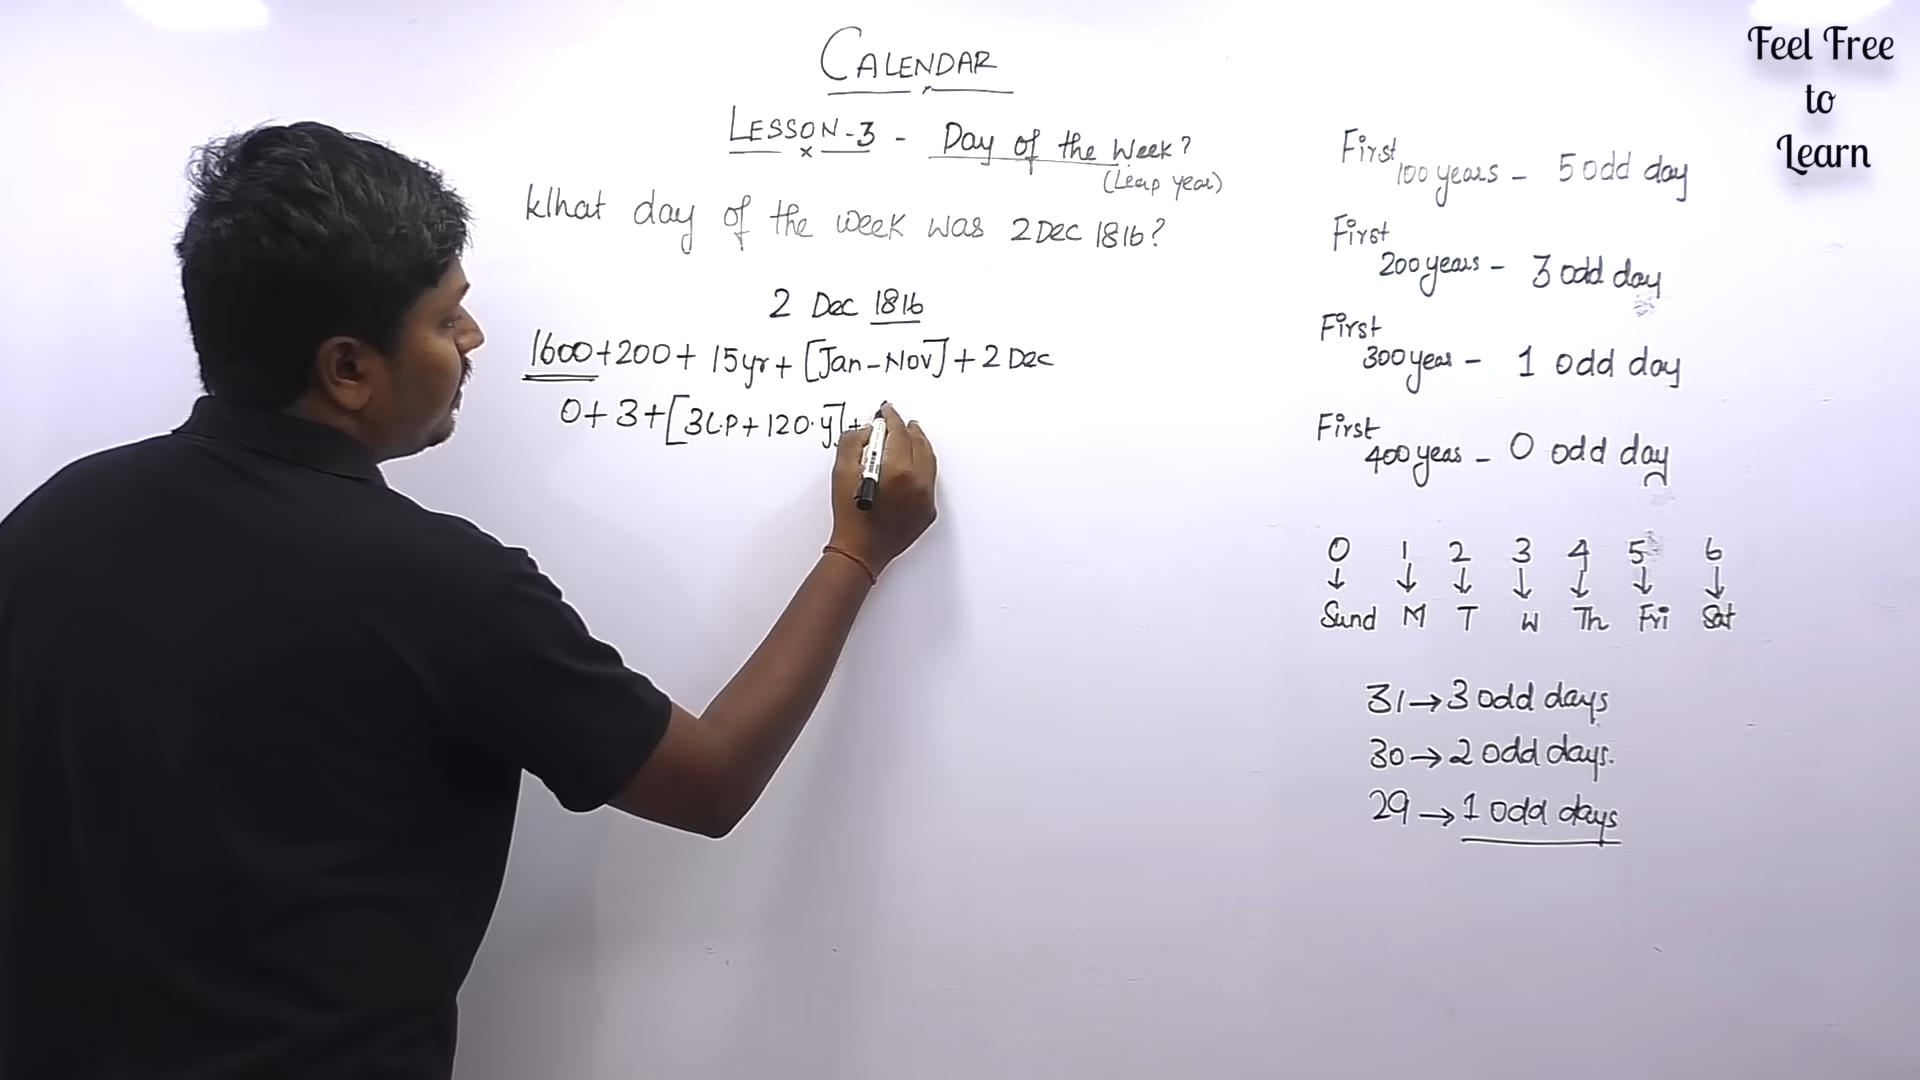 CALENDAR
LESSON-3 - Day of the Week?
(Leap year)
What day of the week was 2 Dec 1816?
2 Dec 1816
1600+200+ 15yr+[Jan-Nov]+2 Dec
0+3+[3L.P+12O.y]+
Feel Free
to
Learn
First
100 years - 5 odd day
First
200 years - 3 odd day
First
300 year - 1 odd day
First
400 yeas - 0 odd day
0 1 2 3 4 5 6
↓ ↓ ↓ ↓ ↓ ↓ ↓
Sund M T W Th Fri Sat
31→3 odd days
30→2 odd days.
29→1 odd days